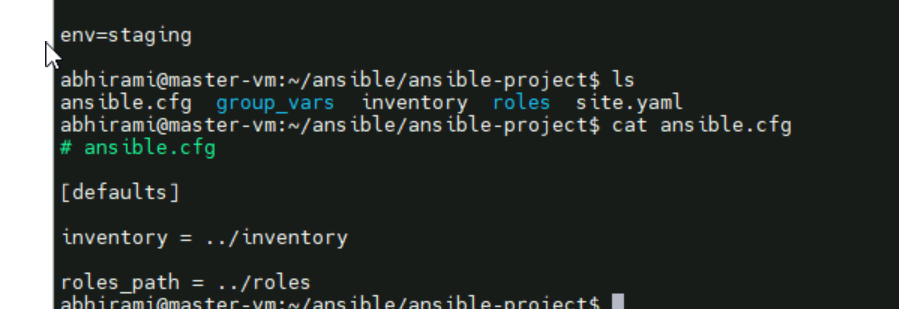 env=staging
abhirami@master-vm:~/ansible/ansible-project$ ls
ansible.cfg group_vars inventory roles site.yaml
abhirami@master-vm:~/ansible/ansible-project$ cat ansible.cfg
# ansible.cfg
[defaults]
inventory = ../inventory
roles_path = ../roles
abhirami@master-vm:~/ansible/ansible-project$